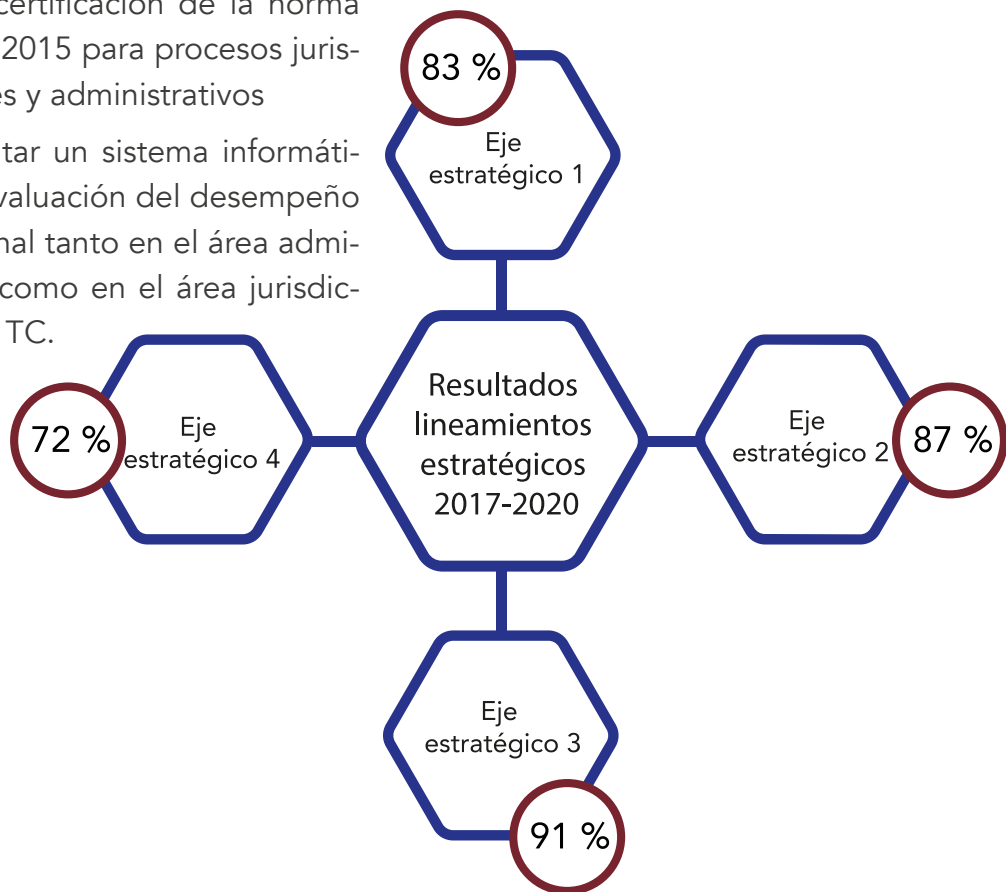 certificación de la norma
2015 para procesos juris-
y administrativos
tar un sistema informáti-
valuación del desempeño
nal tanto en el área admi-
como en el área jurisdic-
TC.
83 %
Eje
estratégico 1
Resultados
lineamientos
estratégicos
2017-2020
72 %
Eje
estratégico 4
Eje
estratégico 2
87 %
Eje
estratégico 3
91 %